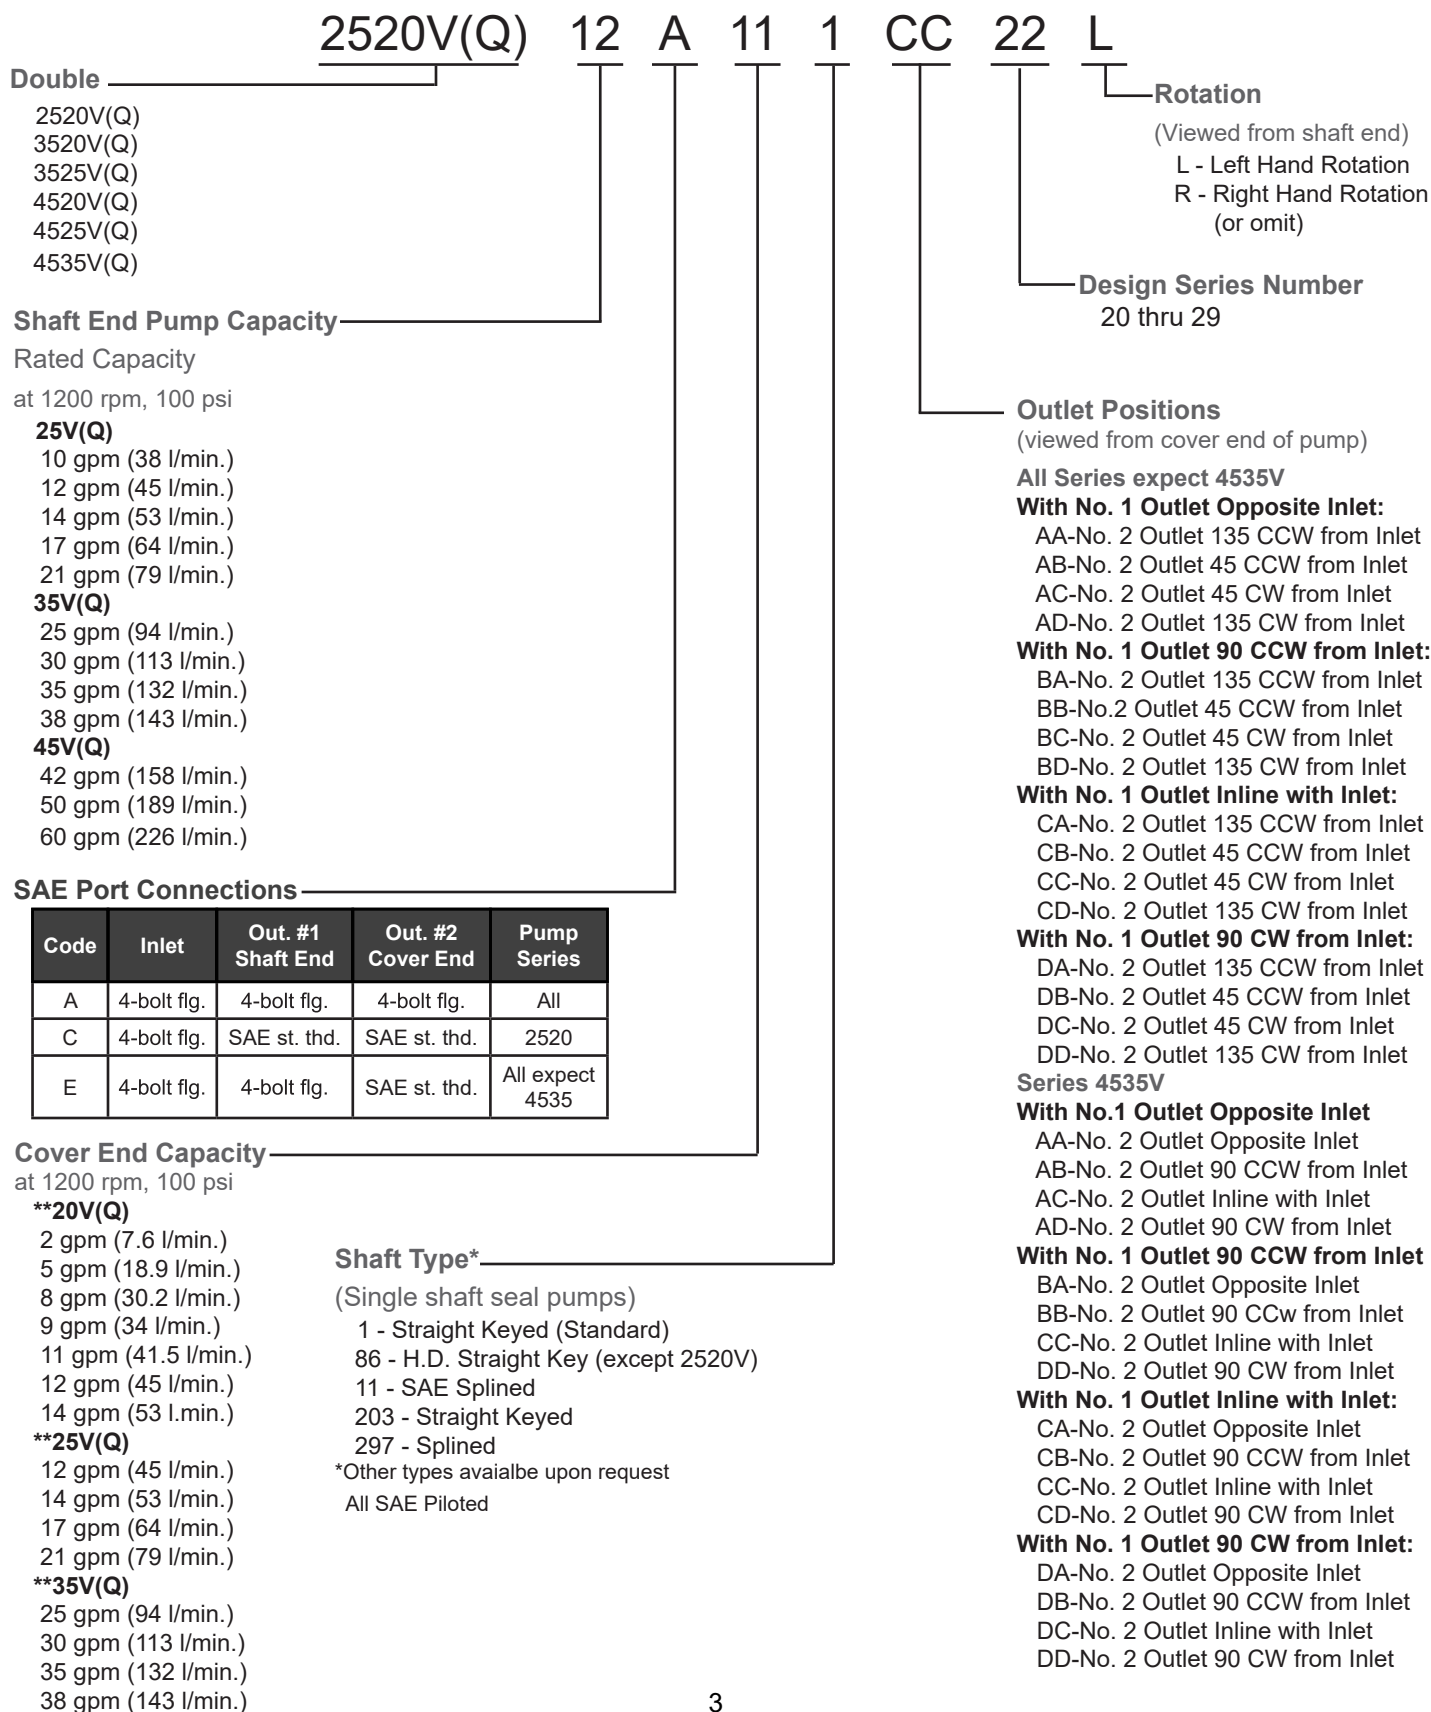 2520V(Q) 12 A 11 1 CC 22 L
Double
2520V(Q)
3520V(Q)
3525V(Q)
4520V(Q)
4525V(Q)
4535V(Q)
Shaft End Pump Capacity
Rated Capacity
at 1200 rpm, 100 psi
25V(Q)
10 gpm (38 l/min.)
12 gpm (45 l/min.)
14 gpm (53 l/min.)
17 gpm (64 l/min.)
21 gpm (79 l/min.)
35V(Q)
25 gpm (94 l/min.)
30 gpm (113 l/min.)
35 gpm (132 l/min.)
38 gpm (143 l/min.)
45V(Q)
42 gpm (158 l/min.)
50 gpm (189 l/min.)
60 gpm (226 l/min.)
SAE Port Connections
Code Inlet Out. #1 Shaft End Out. #2 Cover End Pump Series
A 4-bolt flg. 4-bolt flg. 4-bolt flg. All
C 4-bolt flg. SAE st. thd. SAE st. thd. 2520
E 4-bolt flg. 4-bolt flg. SAE st. thd. All expect 4535
Cover End Capacity
at 1200 rpm, 100 psi
**20V(Q)
2 gpm (7.6 l/min.)
5 gpm (18.9 l/min.)
8 gpm (30.2 l/min.)
9 gpm (34 l/min.)
11 gpm (41.5 l/min.)
12 gpm (45 l/min.)
14 gpm (53 l.min.)
**25V(Q)
12 gpm (45 l/min.)
14 gpm (53 l/min.)
17 gpm (64 l/min.)
21 gpm (79 l/min.)
**35V(Q)
25 gpm (94 l/min.)
30 gpm (113 l/min.)
35 gpm (132 l/min.)
38 gpm (143 l/min.)
Shaft Type*
(Single shaft seal pumps)
1 - Straight Keyed (Standard)
86 - H.D. Straight Key (except 2520V)
11 - SAE Splined
203 - Straight Keyed
297 - Splined
*Other types avaialbe upon request
All SAE Piloted
Rotation
(Viewed from shaft end)
L - Left Hand Rotation
R - Right Hand Rotation
(or omit)
Design Series Number
20 thru 29
Outlet Positions
(viewed from cover end of pump)
All Series expect 4535V
With No. 1 Outlet Opposite Inlet:
AA-No. 2 Outlet 135 CCW from Inlet
AB-No. 2 Outlet 45 CCW from Inlet
AC-No. 2 Outlet 45 CW from Inlet
AD-No. 2 Outlet 135 CW from Inlet
With No. 1 Outlet 90 CCW from Inlet:
BA-No. 2 Outlet 135 CCW from Inlet
BB-No.2 Outlet 45 CCW from Inlet
BC-No. 2 Outlet 45 CW from Inlet
BD-No. 2 Outlet 135 CW from Inlet
With No. 1 Outlet Inline with Inlet:
CA-No. 2 Outlet 135 CCW from Inlet
CB-No. 2 Outlet 45 CCW from Inlet
CC-No. 2 Outlet 45 CW from Inlet
CD-No. 2 Outlet 135 CW from Inlet
With No. 1 Outlet 90 CW from Inlet:
DA-No. 2 Outlet 135 CCW from Inlet
DB-No. 2 Outlet 45 CCW from Inlet
DC-No. 2 Outlet 45 CW from Inlet
DD-No. 2 Outlet 135 CW from Inlet
Series 4535V
With No.1 Outlet Opposite Inlet
AA-No. 2 Outlet Opposite Inlet
AB-No. 2 Outlet 90 CCW from Inlet
AC-No. 2 Outlet Inline with Inlet
AD-No. 2 Outlet 90 CW from Inlet
With No. 1 Outlet 90 CCW from Inlet
BA-No. 2 Outlet Opposite Inlet
BB-No. 2 Outlet 90 CCw from Inlet
CC-No. 2 Outlet Inline with Inlet
DD-No. 2 Outlet 90 CW from Inlet
With No. 1 Outlet Inline with Inlet:
CA-No. 2 Outlet Opposite Inlet
CB-No. 2 Outlet 90 CCW from Inlet
CC-No. 2 Outlet Inline with Inlet
CD-No. 2 Outlet 90 CW from Inlet
With No. 1 Outlet 90 CW from Inlet:
DA-No. 2 Outlet Opposite Inlet
DB-No. 2 Outlet 90 CCW from Inlet
DC-No. 2 Outlet Inline with Inlet
DD-No. 2 Outlet 90 CW from Inlet
3